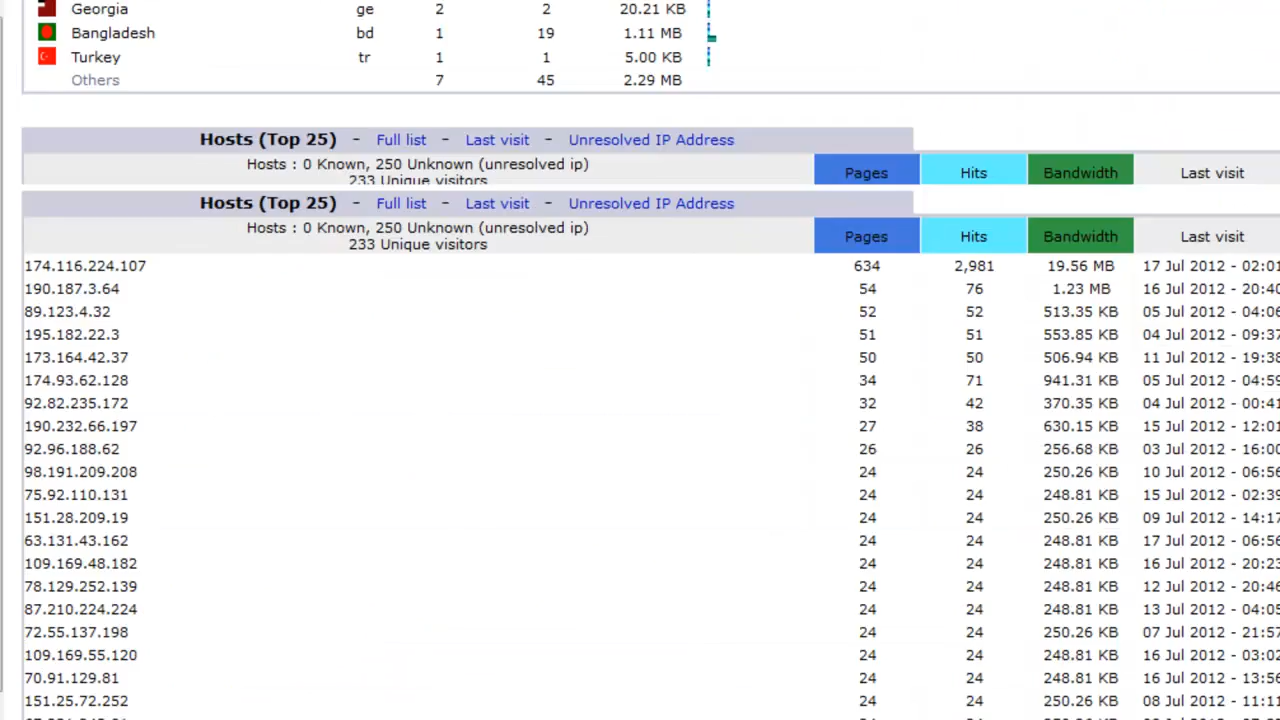 Georgia ge 2 2 20.21 KB
Bangladesh bd 1 19 1.11 MB
Turkey tr 1 1 5.00 KB
Others 7 45 2.29 MB
Hosts (Top 25) - Full list - Last visit - Unresolved IP Address
Hosts : 0 Known, 250 Unknown (unresolved ip)
233 Unique visitors
Pages Hits Bandwidth Last visit
Hosts (Top 25) - Full list - Last visit - Unresolved IP Address
Hosts : 0 Known, 250 Unknown (unresolved ip)
233 Unique visitors
Pages Hits Bandwidth Last visit
174.116.224.107 634 2,981 19.56 MB 17 Jul 2012 - 02:01
190.187.3.64 54 76 1.23 MB 16 Jul 2012 - 20:40
89.123.4.32 52 52 513.35 KB 05 Jul 2012 - 04:06
195.182.22.3 51 51 553.85 KB 04 Jul 2012 - 09:37
173.164.42.37 50 50 506.94 KB 11 Jul 2012 - 19:38
174.93.62.128 34 71 941.31 KB 05 Jul 2012 - 04:59
92.82.235.172 32 42 370.35 KB 04 Jul 2012 - 00:41
190.232.66.197 27 38 630.15 KB 15 Jul 2012 - 12:01
92.96.188.62 26 26 256.68 KB 03 Jul 2012 - 16:00
98.191.209.208 24 24 250.26 KB 10 Jul 2012 - 06:56
75.92.110.131 24 24 248.81 KB 15 Jul 2012 - 02:39
151.28.209.19 24 24 250.26 KB 09 Jul 2012 - 14:17
63.131.43.162 24 24 248.81 KB 17 Jul 2012 - 06:56
109.169.48.182 24 24 248.81 KB 16 Jul 2012 - 20:23
78.129.252.139 24 24 248.81 KB 12 Jul 2012 - 20:46
87.210.224.224 24 24 248.81 KB 13 Jul 2012 - 04:05
72.55.137.198 24 24 250.26 KB 07 Jul 2012 - 21:57
109.169.55.120 24 24 248.81 KB 16 Jul 2012 - 03:02
70.91.129.81 24 24 248.81 KB 16 Jul 2012 - 13:56
151.25.72.252 24 24 250.26 KB 08 Jul 2012 - 11:11